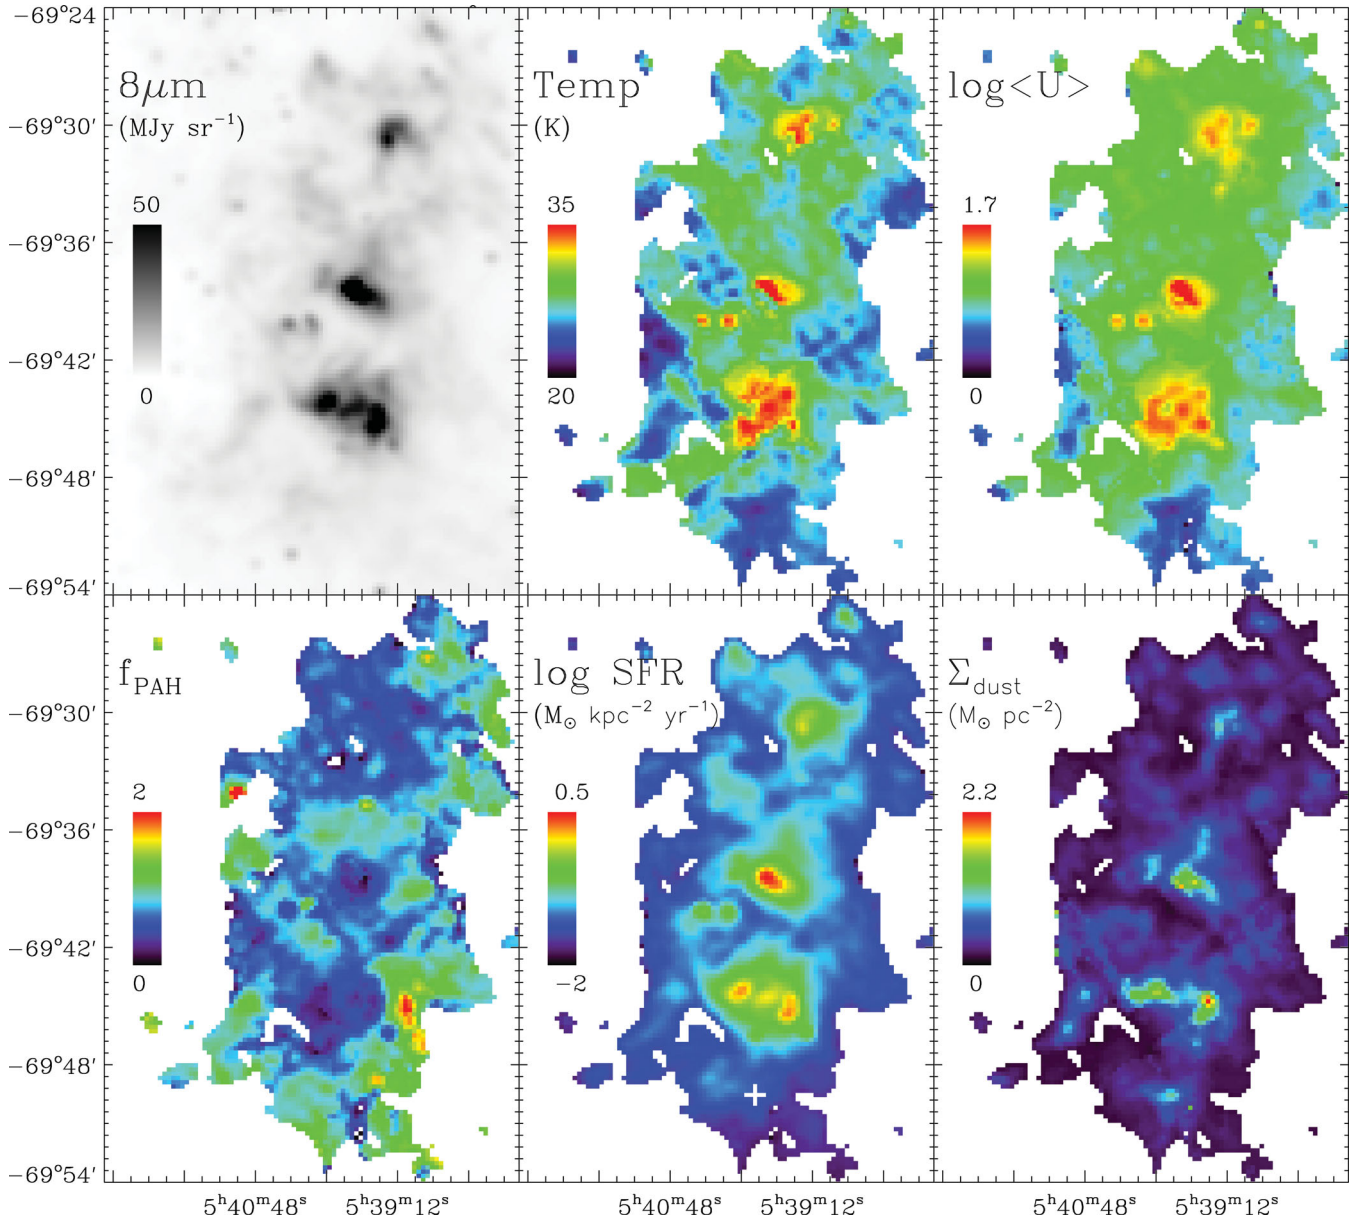 −69°24
−69°30′
−69°36′
−69°42′
−69°48′
−69°54′
8μm
(MJy sr⁻¹)
50
0
Temp
(K)
35
20
log<U>
1.7
0
−69°30′
−69°36′
−69°42′
−69°48′
−69°54′
f_PAH
2
0
log SFR
(M☉ kpc⁻² yr⁻¹)
0.5
−2
Σ_dust
(M☉ pc⁻²)
2.2
0
5ʰ40ᵐ48ˢ 5ʰ39ᵐ12ˢ
5ʰ40ᵐ48ˢ 5ʰ39ᵐ12ˢ
5ʰ40ᵐ48ˢ 5ʰ39ᵐ12ˢ